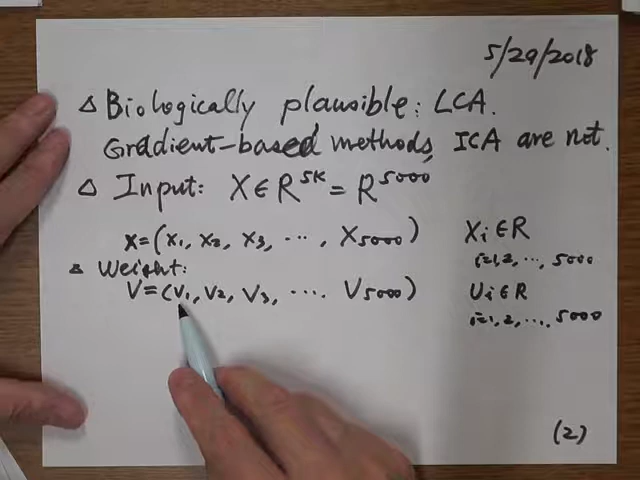 5/29/2018
△ Biologically plausible: LCA.
Gradient-based methods, ICA are not.
△ Input: X ∈ R^5K = R^5000
x = (x1, x2, x3, ..., x5000) Xi ∈ R
i=1,2, ..., 5000
△ Weight:
V = (V1, V2, V3, .... V5000) Vi ∈ R
i=1,2, ..., 5000
(2)